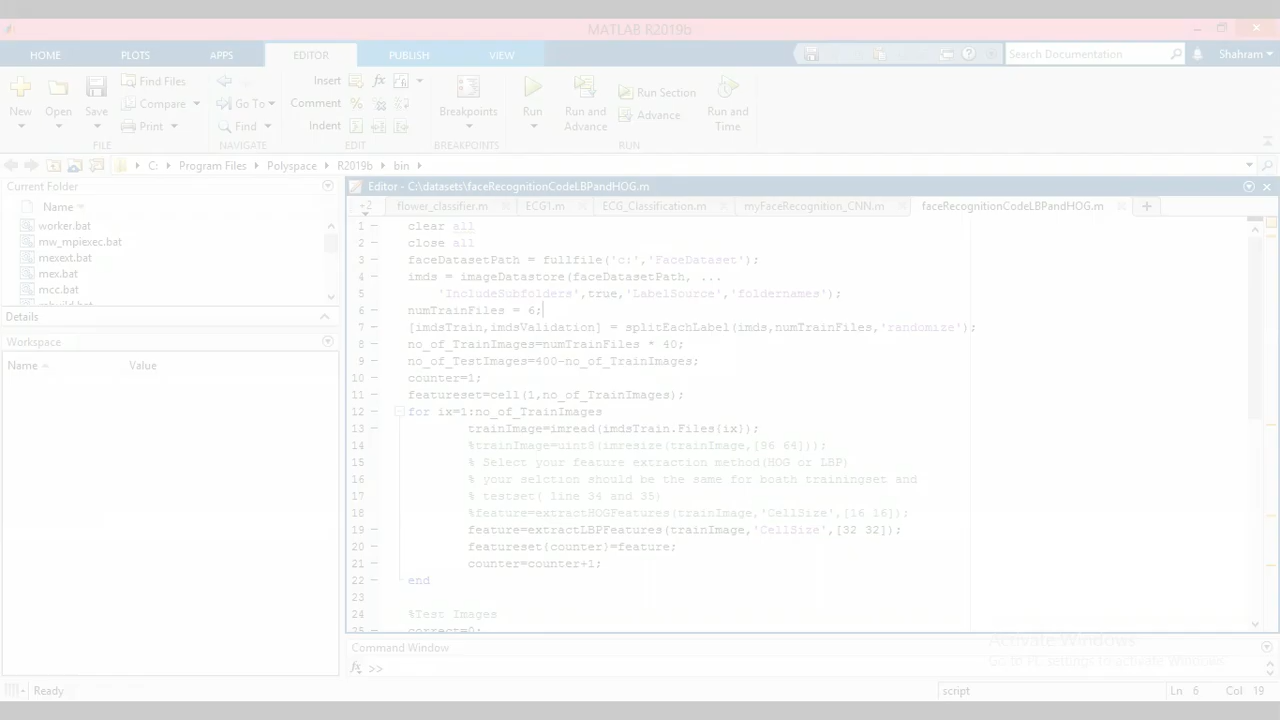 MATLAB R2019b
HOME PLOTS APPS EDITOR PUBLISH VIEW Search Documentation Shahram
New Open Save Find Files Compare Print Go To Find Insert Comment Indent Breakpoints Run Run and Advance Run Section Advance Run and Time
FILE NAVIGATE EDIT BREAKPOINTS RUN
C: Program Files Polyspace R2019b bin
Current Folder
Name
worker.bat
mw_mpiexec.bat
mexext.bat
mex.bat
mcc.bat
Details
Workspace
Name Value
Editor - C:\datasets\faceRecognitionCodeLBPandHOG.m
+2 flower_classifier.m ECG1.m ECG_Classification.m myFaceRecognition_CNN.m faceRecognitionCodeLBPandHOG.m +
1 clear all
2 close all
3 faceDatasetPath = fullfile('c:','FaceDataset');
4 imds = imageDatastore(faceDatasetPath, ...
5 'IncludeSubfolders',true,'LabelSource','foldernames');
6 numTrainFiles = 6;
7 [imdsTrain,imdsValidation] = splitEachLabel(imds,numTrainFiles,'randomize');
8 no_of_TrainImages=numTrainFiles * 40;
9 no_of_TestImages=400-no_of_TrainImages;
10 counter=1;
11 featureset=cell(1,no_of_TrainImages);
12 for ix=1:no_of_TrainImages
13 trainImage=imread(imdsTrain.Files{ix});
14 %trainImage=uint8(imresize(trainImage,[96 64]));
15 % Select your feature extraction method(HOG or LBP)
16 % your selction should be the same for boath trainingset and
17 % testset( line 34 and 35)
18 %feature=extractHOGFeatures(trainImage,'CellSize',[16 16]);
19 feature=extractLBPFeatures(trainImage,'CellSize',[32 32]);
20 featureset{counter}=feature;
21 counter=counter+1;
22 end
23
24 %Test Images
25 correct=0;
Command Window
fx >>
Activate Windows
Go to PC settings to activate Windows.
Ready script Ln 6 Col 19